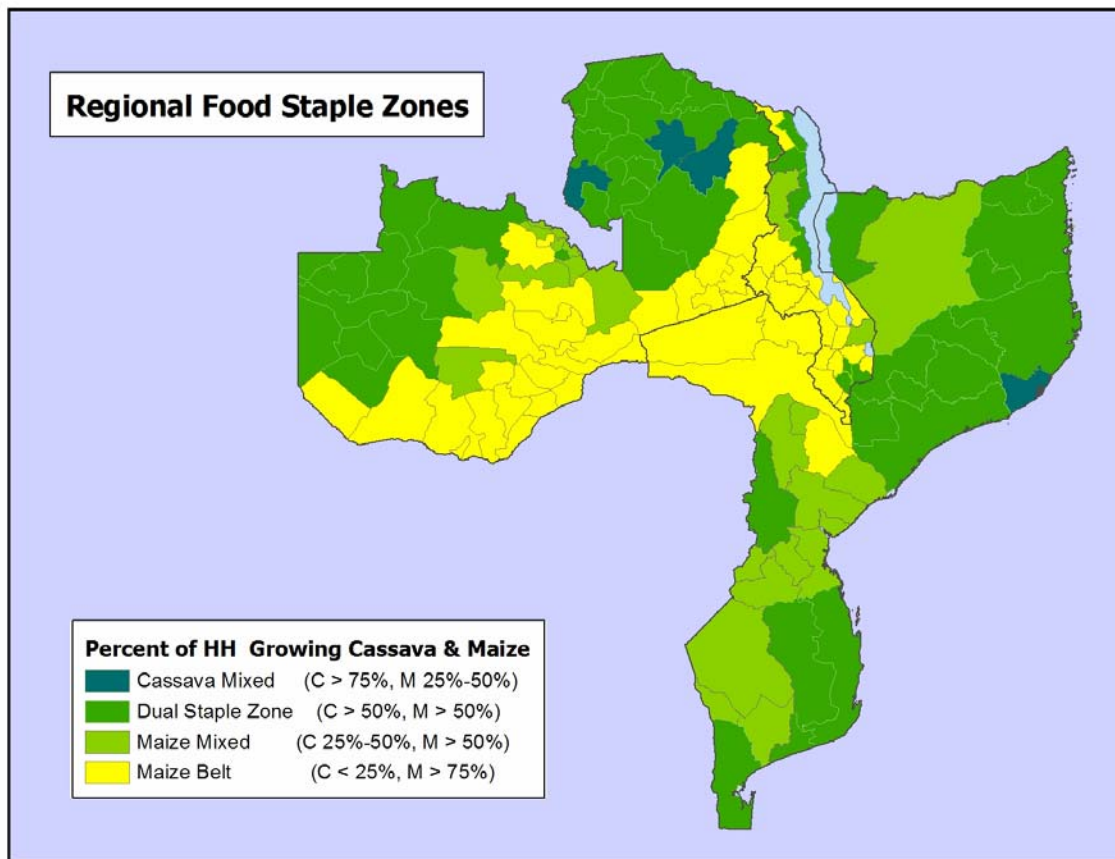 Regional Food Staple Zones
Percent of HH Growing Cassava & Maize
Cassava Mixed (C > 75%, M 25%-50%)
Dual Staple Zone (C > 50%, M > 50%)
Maize Mixed (C 25%-50%, M > 50%)
Maize Belt (C < 25%, M > 75%)